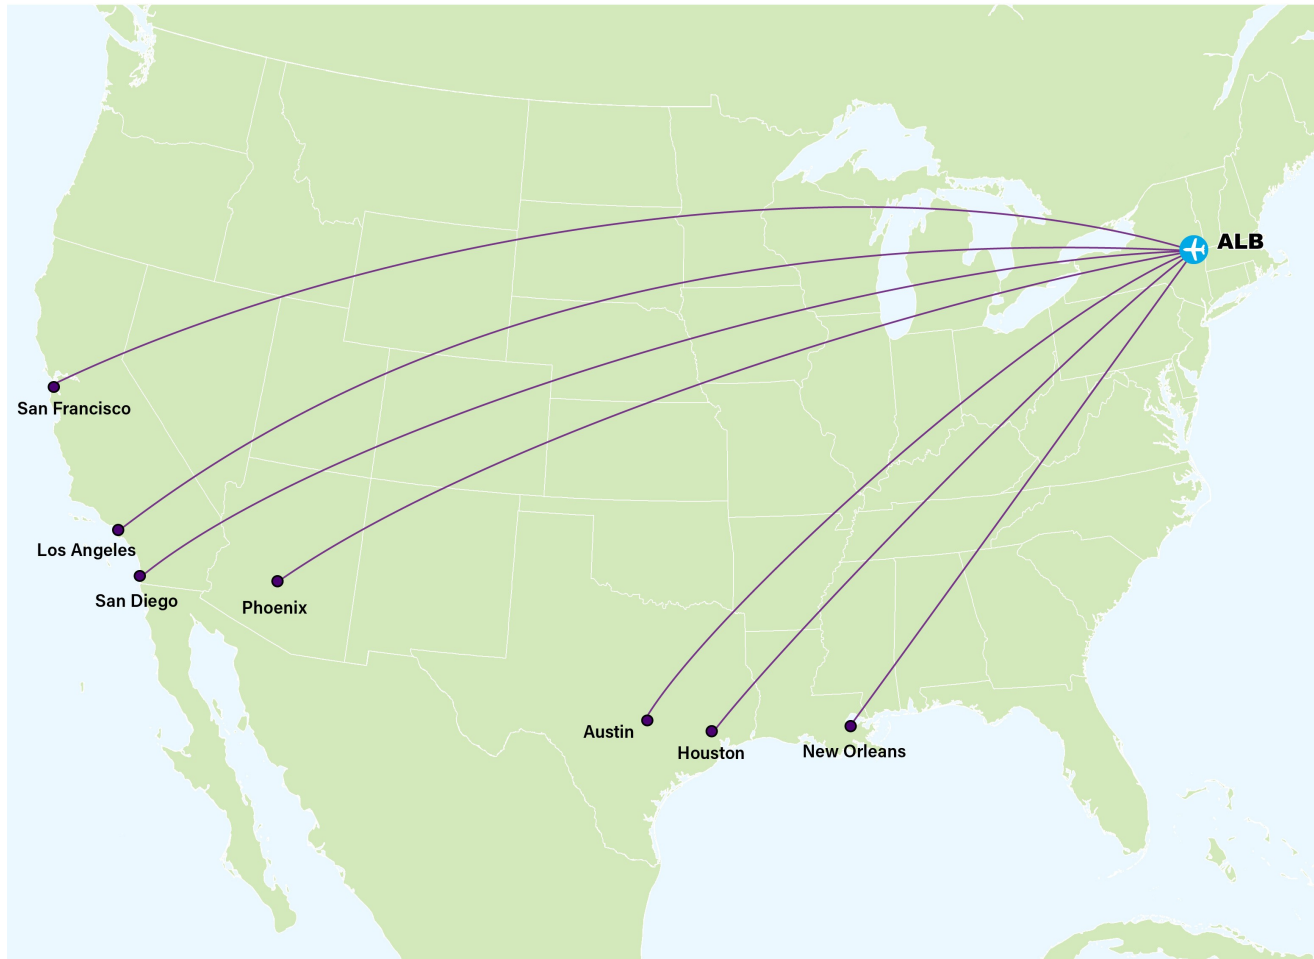 ALB
San Francisco
Los Angeles
San Diego
Phoenix
Austin
Houston
New Orleans